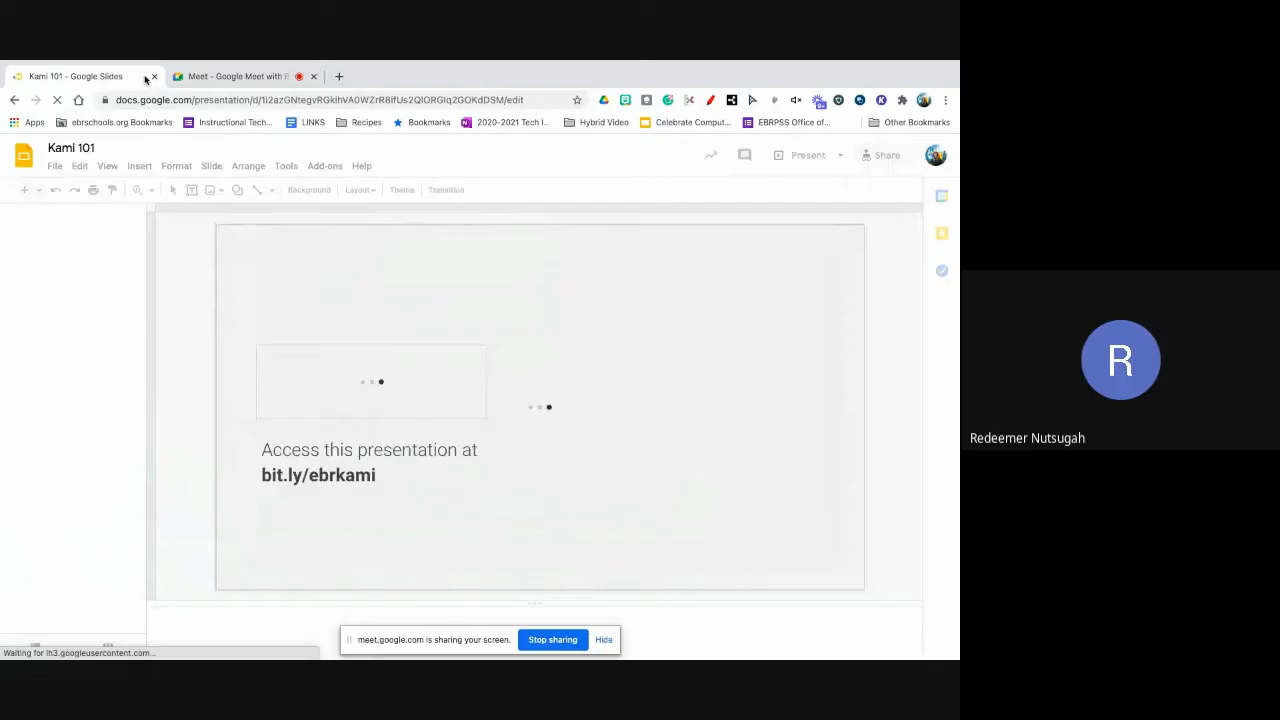 Kami 101 - Google Slides
Meet - Google Meet with
docs.google.com/presentation/d/1i2azGNtegvRGkihVA0WZrR8ifUs2QlORGIq2GOKdDSM/edit
Apps ebrschools.org Bookmarks Instructional Tech... LINKS Recipes Bookmarks 2020-2021 Tech I... Hybrid Video Celebrate Comput... EBRPSS Office of... Other Bookmarks
Kami 101
Present Share
File Edit View Insert Format Slide Arrange Tools Add-ons Help
Background Layout Theme Transition
Access this presentation at
bit.ly/ebrkami
R
Redeemer Nutsugah
meet.google.com is sharing your screen. Stop sharing Hide
Waiting for lh3.googleusercontent.com...